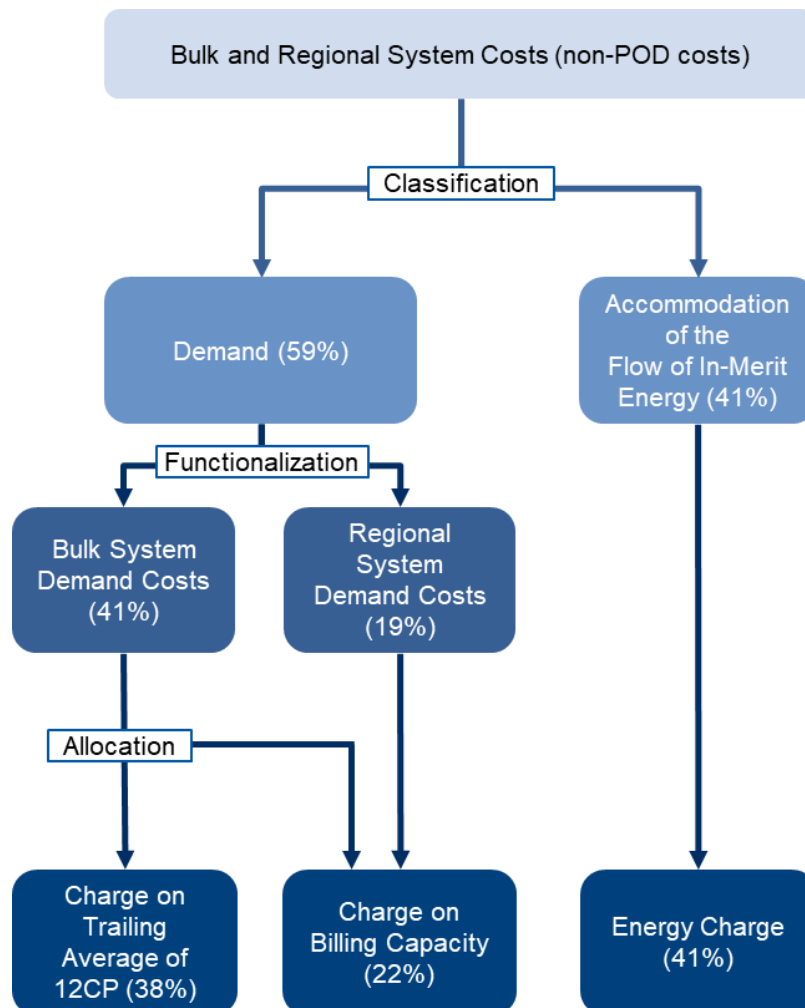 Bulk and Regional System Costs (non-POD costs)
Classification
Demand (59%)
Accommodation
of the
Flow of In-Merit
Energy (41%)
Functionalization
Bulk System
Demand Costs
(41%)
Regional
System
Demand Costs
(19%)
Allocation
Charge on
Trailing
Average of
12CP (38%)
Charge on
Billing Capacity
(22%)
Energy Charge
(41%)